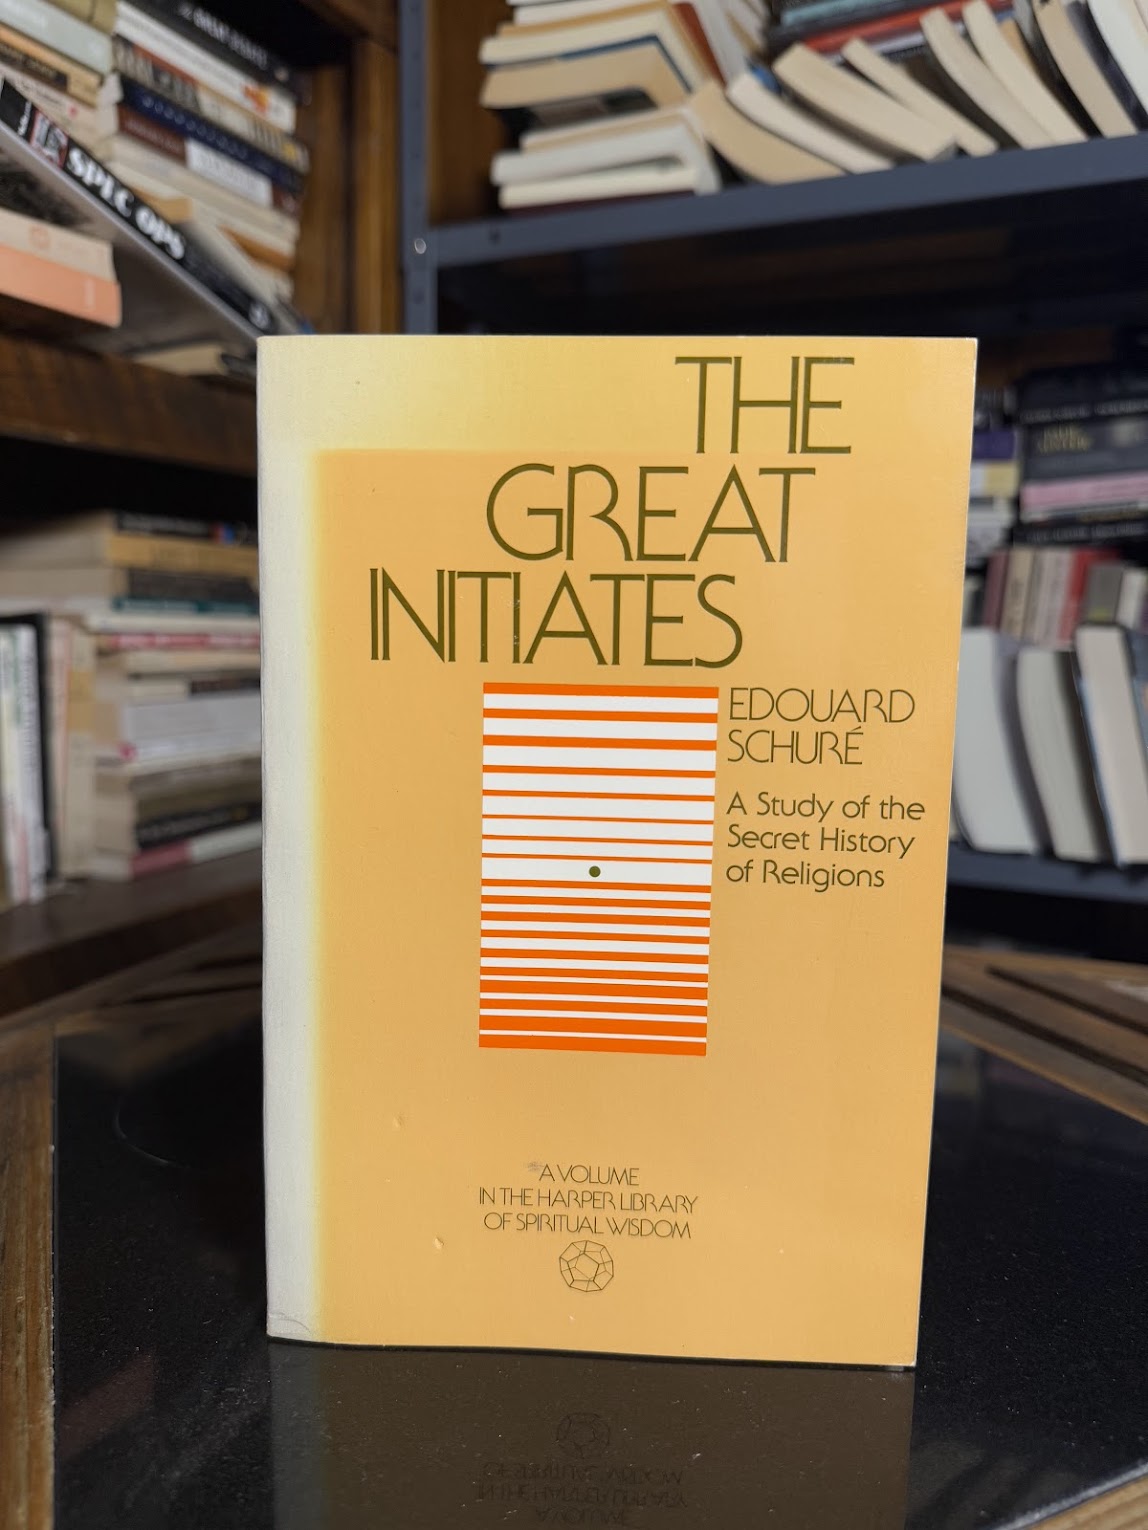 SPEC OPS
THE
GREAT
INITIATES
EDOUARD
SCHURÉ
A Study of the
Secret History
of Religions
A VOLUME
IN THE HARPER LIBRARY
OF SPIRITUAL WISDOM